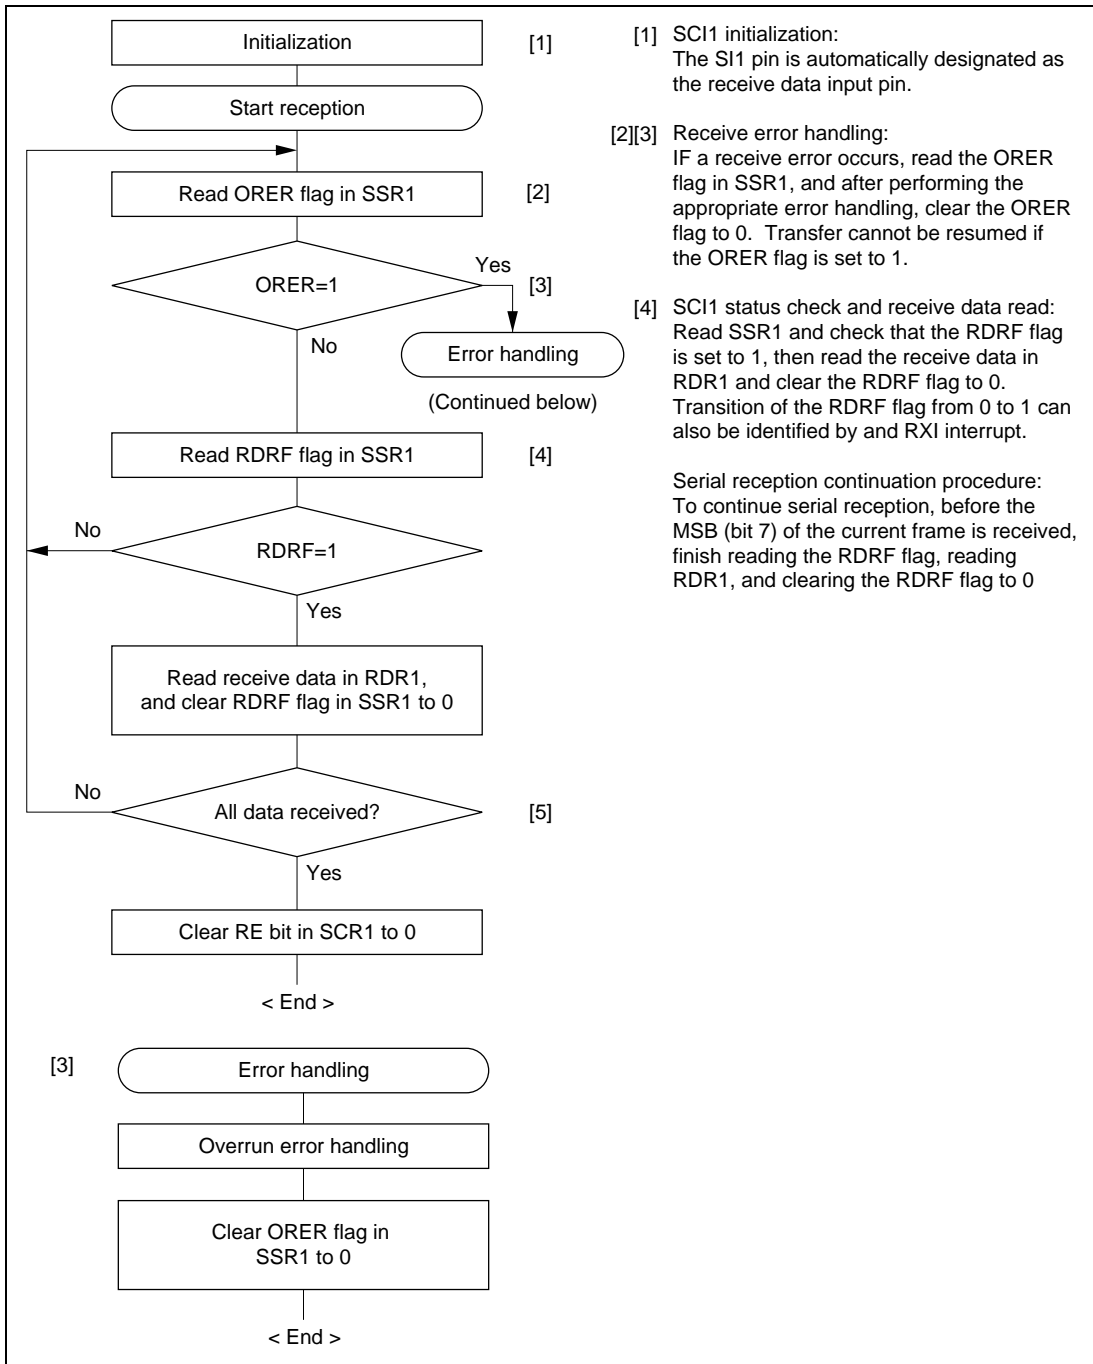 Initialization [1]
Start reception
Read ORER flag in SSR1 [2]
ORER=1
Yes
[3]
No
Error handling
(Continued below)
Read RDRF flag in SSR1 [4]
No
RDRF=1
Yes
Read receive data in RDR1,
and clear RDRF flag in SSR1 to 0
No
All data received? [5]
Yes
Clear RE bit in SCR1 to 0
< End >
[3] Error handling
Overrun error handling
Clear ORER flag in
SSR1 to 0
< End >
[1] SCI1 initialization:
The SI1 pin is automatically designated as
the receive data input pin.
[2][3] Receive error handling:
IF a receive error occurs, read the ORER
flag in SSR1, and after performing the
appropriate error handling, clear the ORER
flag to 0. Transfer cannot be resumed if
the ORER flag is set to 1.
[4] SCI1 status check and receive data read:
Read SSR1 and check that the RDRF flag
is set to 1, then read the receive data in
RDR1 and clear the RDRF flag to 0.
Transition of the RDRF flag from 0 to 1 can
also be identified by and RXI interrupt.
Serial reception continuation procedure:
To continue serial reception, before the
MSB (bit 7) of the current frame is received,
finish reading the RDRF flag, reading
RDR1, and clearing the RDRF flag to 0